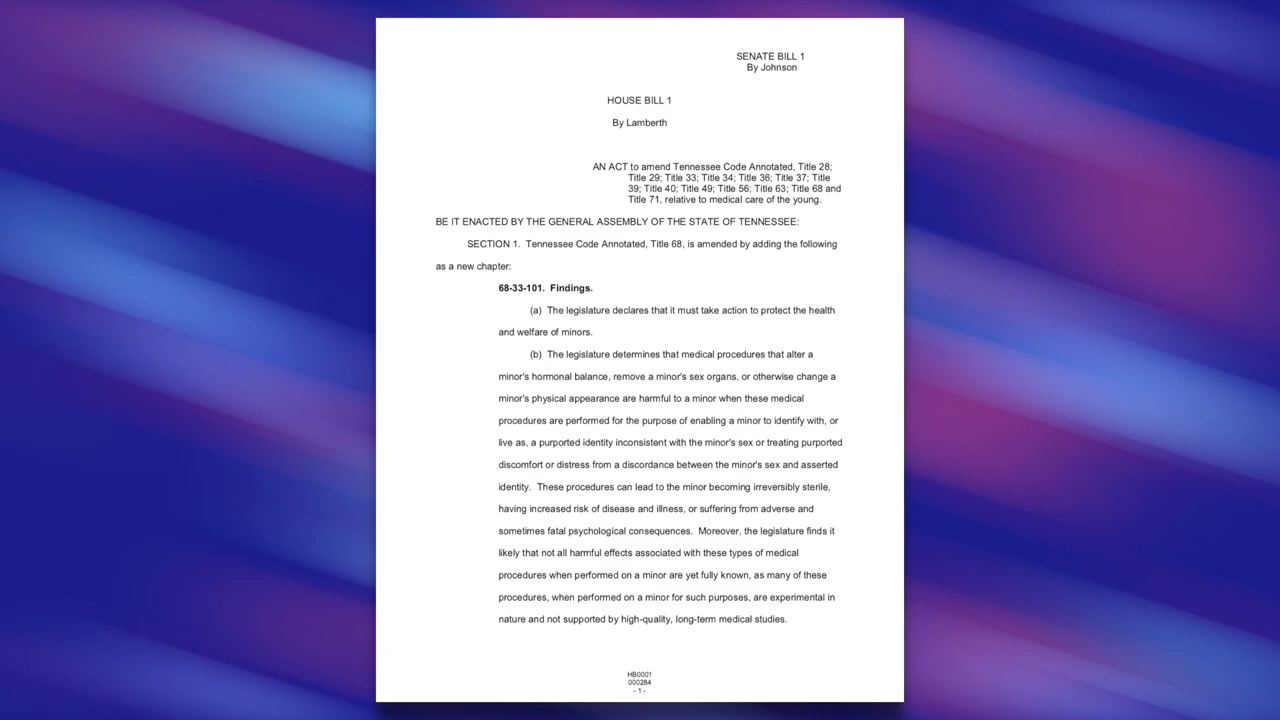 SENATE BILL 1
By Johnson
HOUSE BILL 1
By Lamberth
AN ACT to amend Tennessee Code Annotated, Title 28;
Title 29; Title 33; Title 34; Title 36; Title 37; Title
39; Title 40; Title 49; Title 56; Title 63; Title 68 and
Title 71, relative to medical care of the young.
BE IT ENACTED BY THE GENERAL ASSEMBLY OF THE STATE OF TENNESSEE:
SECTION 1. Tennessee Code Annotated, Title 68, is amended by adding the following
as a new chapter:
68-33-101. Findings.
(a) The legislature declares that it must take action to protect the health
and welfare of minors.
(b) The legislature determines that medical procedures that alter a
minor's hormonal balance, remove a minor's sex organs, or otherwise change a
minor's physical appearance are harmful to a minor when these medical
procedures are performed for the purpose of enabling a minor to identify with, or
live as, a purported identity inconsistent with the minor's sex or treating purported
discomfort or distress from a discordance between the minor's sex and asserted
identity. These procedures can lead to the minor becoming irreversibly sterile,
having increased risk of disease and illness, or suffering from adverse and
sometimes fatal psychological consequences. Moreover, the legislature finds it
likely that not all harmful effects associated with these types of medical
procedures when performed on a minor are yet fully known, as many of these
procedures, when performed on a minor for such purposes, are experimental in
nature and not supported by high-quality, long-term medical studies.
HB0001
000284
- 1 -